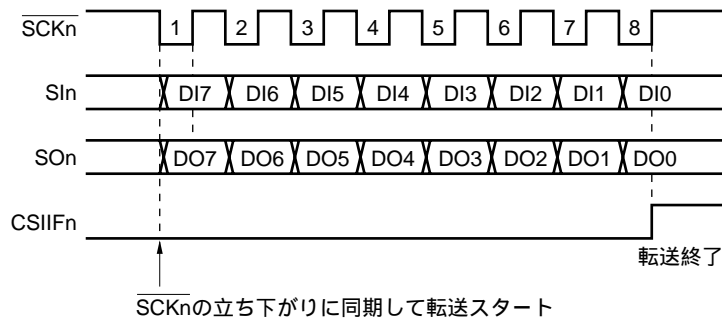 SCKn 1 2 3 4 5 6 7 8
SIn DI7 DI6 DI5 DI4 DI3 DI2 DI1 DI0
SOn DO7 DO6 DO5 DO4 DO3 DO2 DO1 DO0
CSIIFn
転送終了
SCKnの立ち下がりに同期して転送スタート